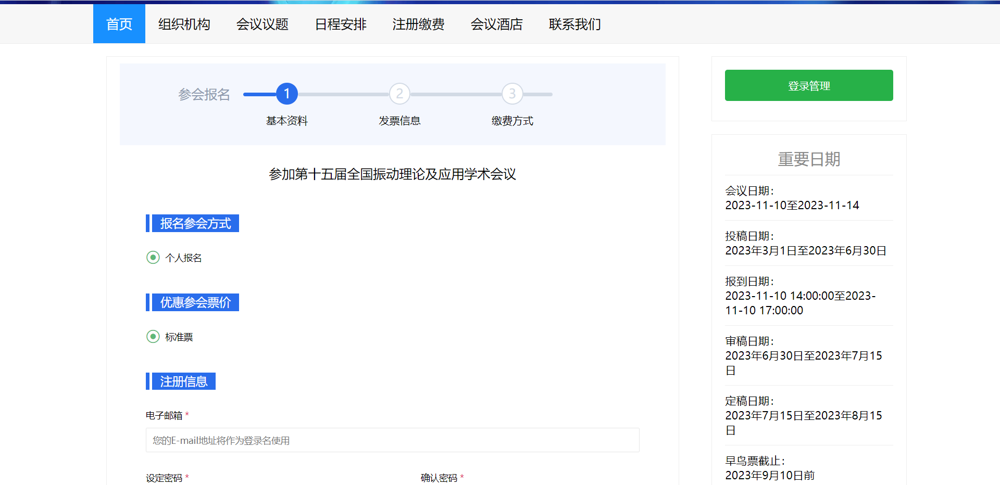 首页 组织机构 会议议题 日程安排 注册缴费 会议酒店 联系我们
参会报名 1 2 3
基本资料 发票信息 缴费方式
参加第十五届全国振动理论及应用学术会议
报名参会方式
个人报名
优惠参会票价
标准票
注册信息
电子邮箱 *
您的E-mail地址将作为登录名使用
设定密码 * 确认密码 *
登录管理
重要日期
会议日期：
2023-11-10至2023-11-14
投稿日期：
2023年3月1日至2023年6月30日
报到日期：
2023-11-10 14:00:00至2023-
11-10 17:00:00
审稿日期：
2023年6月30日至2023年7月15
日
定稿日期：
2023年7月15日至2023年8月15
日
早鸟票截止：
2023年9月10日前